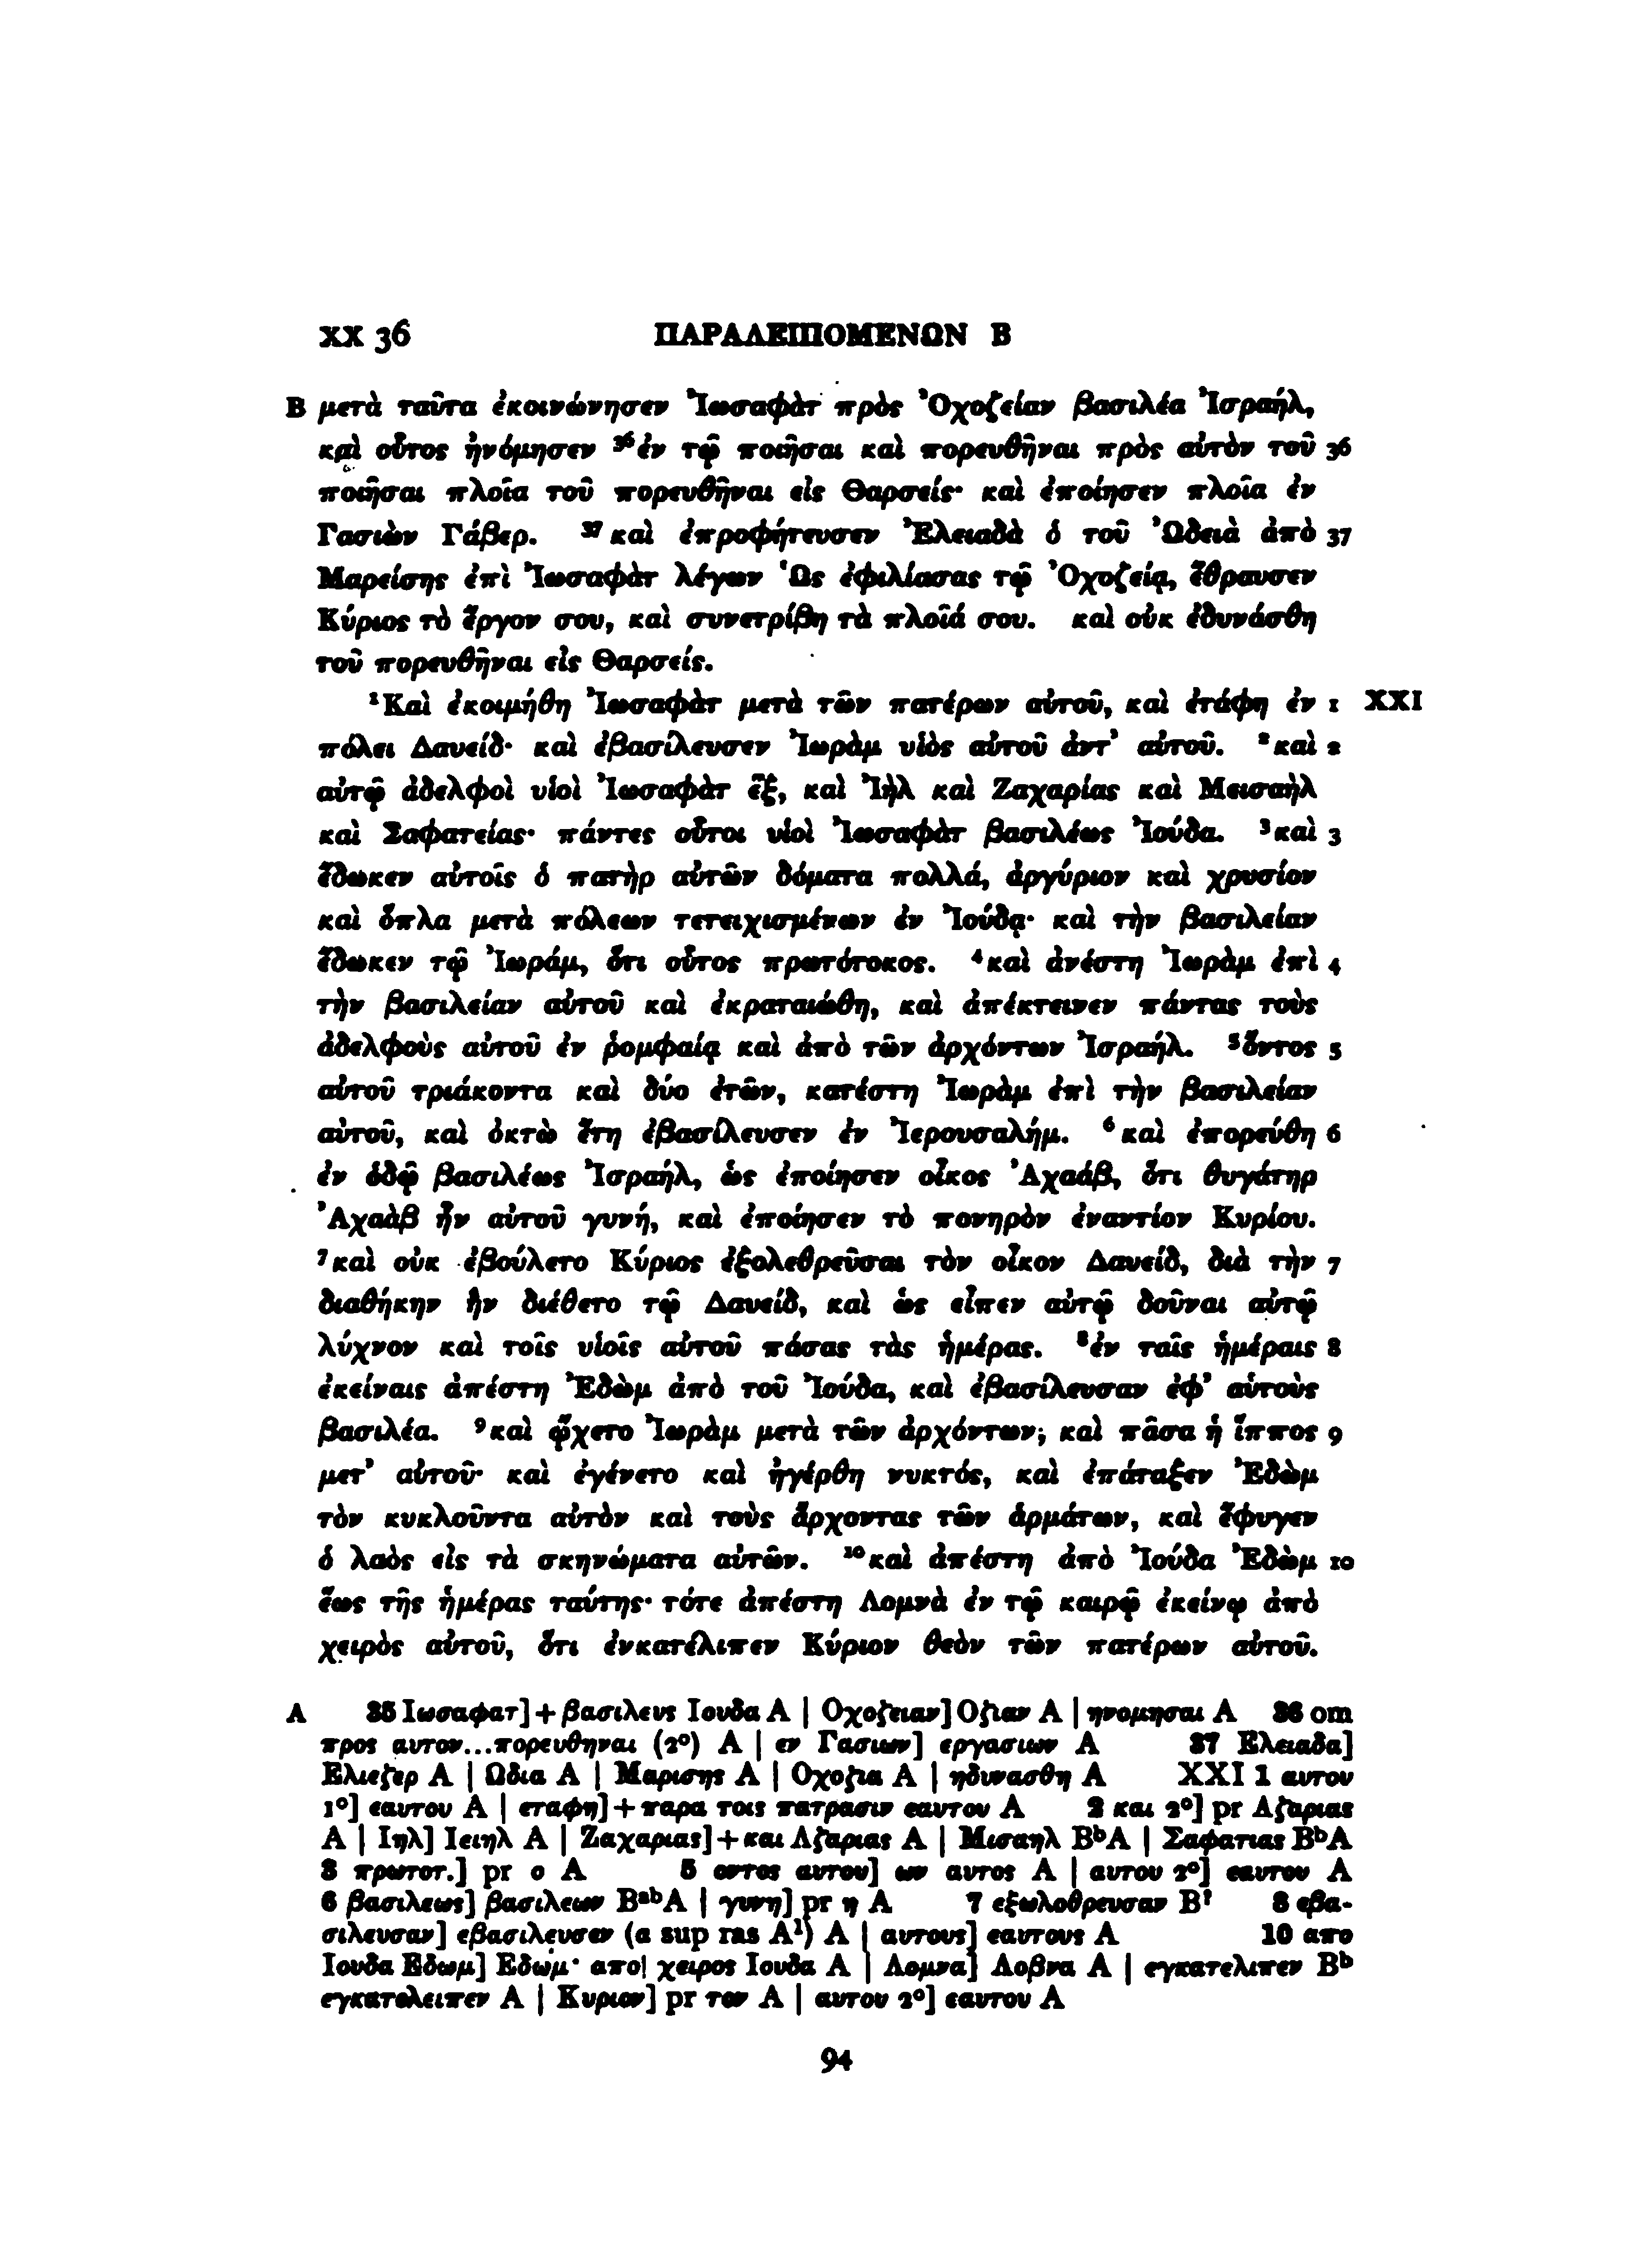 XX 36 ΠΑΡΑΛΕΙΠΟΜΕΝΩΝ Β
B μετὰ ταῦτα ἐκοινώνησεν Ἰωσαφὰτ πρὸς Ὀχοζείαν βασιλέα Ἰσραήλ,
καὶ οὗτος ἠνόμησεν ³⁶ἐν τῷ ποιῆσαι καὶ πορευθῆναι πρὸς αὐτὸν τοῦ 36
ποιῆσαι πλοῖα τοῦ πορευθῆναι εἰς Θαρσείς· καὶ ἐποίησεν πλοῖα ἐν
Γασιὼν Γάβερ. ³⁷καὶ ἐπροφήτευσεν Ἐλειαδὰ ὁ τοῦ Ὠδειὰ ἀπὸ 37
Μαρείσης ἐπὶ Ἰωσαφὰτ λέγων Ὡς ἐφιλίασας τῷ Ὀχοζείᾳ, ἔθραυσεν
Κύριος τὸ ἔργον σου, καὶ συνετρίβη τὰ πλοῖά σου. καὶ οὐκ ἐδυνάσθη
τοῦ πορευθῆναι εἰς Θαρσείς.
¹Καὶ ἐκοιμήθη Ἰωσαφὰτ μετὰ τῶν πατέρων αὐτοῦ, καὶ ἐτάφη ἐν 1 XXI
πόλει Δαυείδ· καὶ ἐβασίλευσεν Ἰωρὰμ υἱὸς αὐτοῦ ἀντ’ αὐτοῦ. ²καὶ 2
αὐτῷ ἀδελφοὶ υἱοὶ Ἰωσαφὰτ ἕξ, καὶ Ἰὴλ καὶ Ζαχαρίας καὶ Μεισαὴλ
καὶ Σαφατείας· πάντες οὗτοι υἱοὶ Ἰωσαφὰτ βασιλέως Ἰούδα. ³καὶ 3
ἔδωκεν αὐτοῖς ὁ πατὴρ αὐτῶν δόματα πολλά, ἀργύριον καὶ χρυσίον
καὶ ὅπλα μετὰ πόλεων τετειχισμένων ἐν Ἰούδᾳ· καὶ τὴν βασιλείαν
ἔδωκεν τῷ Ἰωράμ, ὅτι οὗτος πρωτότοκος. ⁴καὶ ἀνέστη Ἰωρὰμ ἐπὶ 4
τὴν βασιλείαν αὐτοῦ καὶ ἐκραταιώθη, καὶ ἀπέκτεινεν πάντας τοὺς
ἀδελφοὺς αὐτοῦ ἐν ῥομφαίᾳ καὶ ἀπὸ τῶν ἀρχόντων Ἰσραήλ. ⁵ὄντος 5
αὐτοῦ τριάκοντα καὶ δύο ἐτῶν, κατέστη Ἰωρὰμ ἐπὶ τὴν βασιλείαν
αὐτοῦ, καὶ ὀκτὼ ἔτη ἐβασίλευσεν ἐν Ἰερουσαλήμ. ⁶καὶ ἐπορεύθη 6
ἐν ὁδῷ βασιλέως Ἰσραήλ, ὡς ἐποίησεν οἶκος Ἀχαάβ, ὅτι θυγάτηρ
Ἀχαὰβ ἦν αὐτοῦ γυνή, καὶ ἐποίησεν τὸ πονηρὸν ἐναντίον Κυρίου.
⁷καὶ οὐκ ἐβούλετο Κύριος ἐξολεθρεῦσαι τὸν οἶκον Δαυείδ, διὰ τὴν 7
διαθήκην ἣν διέθετο τῷ Δαυείδ, καὶ ὡς εἶπεν αὐτῷ δοῦναι αὐτῷ
λύχνον καὶ τοῖς υἱοῖς αὐτοῦ πάσας τὰς ἡμέρας. ⁸ἐν ταῖς ἡμέραις 8
ἐκείναις ἀπέστη Ἐδὼμ ἀπὸ τοῦ Ἰούδα, καὶ ἐβασίλευσαν ἐφ’ αὑτοὺς
βασιλέα. ⁹καὶ ᾤχετο Ἰωρὰμ μετὰ τῶν ἀρχόντων, καὶ πᾶσα ἡ ἵππος 9
μετ’ αὐτοῦ· καὶ ἐγένετο καὶ ἠγέρθη νυκτός, καὶ ἐπάταξεν Ἐδὼμ
τὸν κυκλοῦντα αὐτὸν καὶ τοὺς ἄρχοντας τῶν ἁρμάτων, καὶ ἔφυγεν
ὁ λαὸς εἰς τὰ σκηνώματα αὐτῶν. ¹⁰καὶ ἀπέστη ἀπὸ Ἰούδα Ἐδὼμ 10
ἕως τῆς ἡμέρας ταύτης· τότε ἀπέστη Λομνὰ ἐν τῷ καιρῷ ἐκείνῳ ἀπὸ
χειρὸς αὐτοῦ, ὅτι ἐνκατέλιπεν Κύριον θεὸν τῶν πατέρων αὐτοῦ.
A 35 Ιωσαφατ]+βασιλευς Ιουδα A | Οχοζειαν] Οζιαν A | ηνομησαι A 36 om
προς αυτον...πορευθηναι (2º) A | εν Γασιων] εργασιων A 37 Ελειαδα]
Ελιεζερ A | Ωδια A | Μαρισης A | Οχοζια A | ηδυνασθη A XXI 1 αυτου
1º] εαυτου A | εταφη]+παρα τοις πατρασιν εαυτου A 2 και 2º] pr Αζαριας
A | Ιηλ] Ιειηλ A | Ζαχαριας]+και Αζαριας A | Μισαηλ BᵇA | Σαφατιας BᵇA
3 πρωτοτ.] pr ο A 5 οντος αυτου] ων αυτος A | αυτου 2º] εαυτου A
6 βασιλεως] βασιλεων BᵃᵇA | γυνη] pr η A 7 εξωλοθρευσαν B? 8 εβα-
σιλευσαν] εβασιλευσεν (a sup ras A¹) A | αυτους] εαυτους A 10 απο
Ιουδα Εδωμ] Εδωμ· απο| χειρος Ιουδα A | Λομνα] Λοβνα A | εγκατελιπεν Bᵇ
εγκατελειπεν A | Κυριον] pr τον A | αυτου 2º] εαυτου A
94